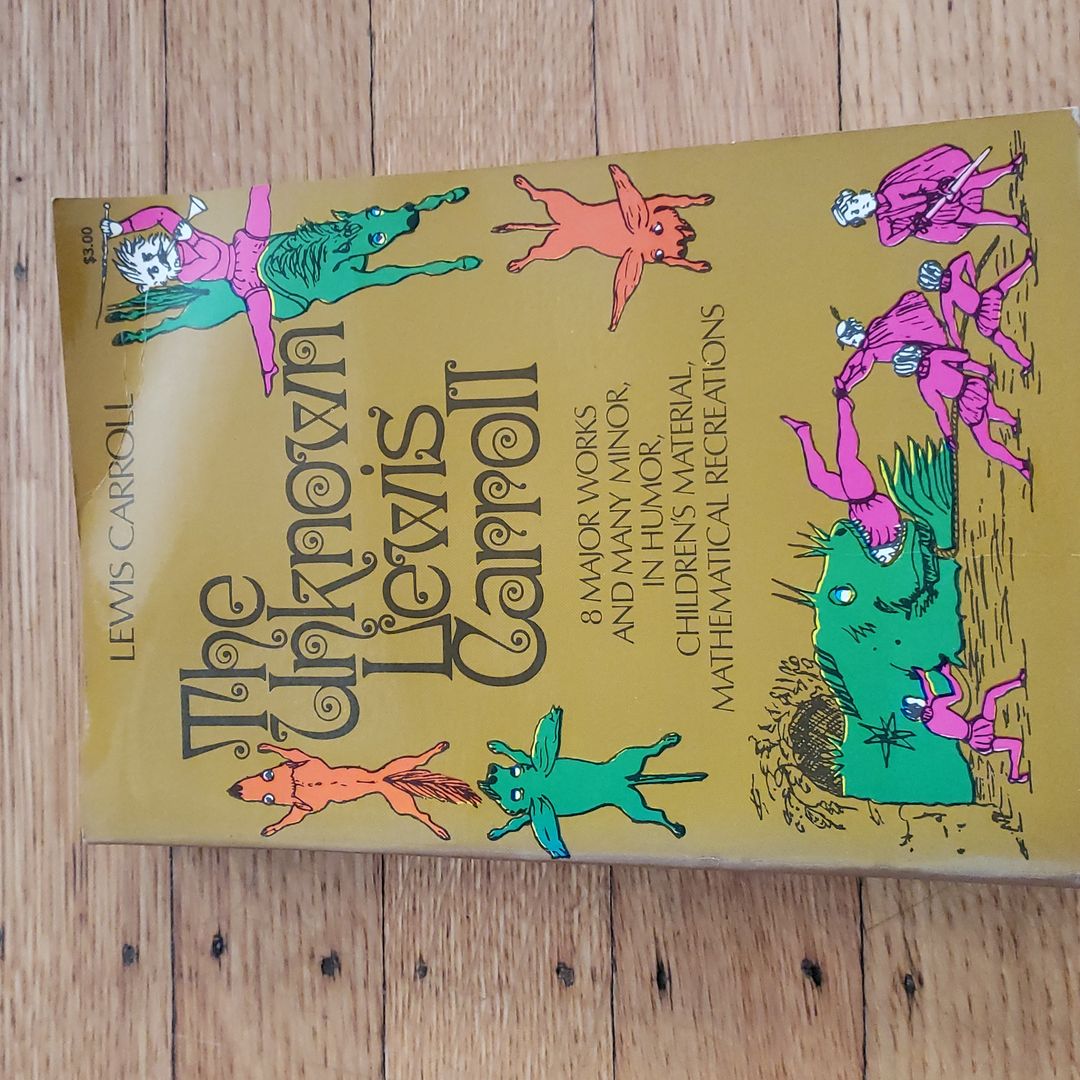 $3.00
LEWIS CARROLL
The
Unknown
Lewis
Carroll
8 MAJOR WORKS
AND MANY MINOR,
IN HUMOR,
CHILDREN'S MATERIAL,
MATHEMATICAL RECREATIONS